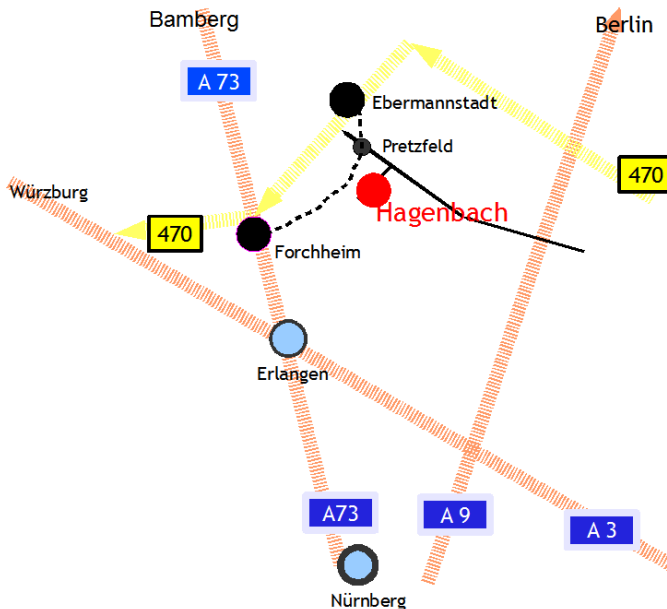 Bamberg
Berlin
A 73
Ebermannstadt
Pretzfeld
470
Würzburg
Hagenbach
470
Forchheim
Erlangen
A73
A 9
A 3
Nürnberg